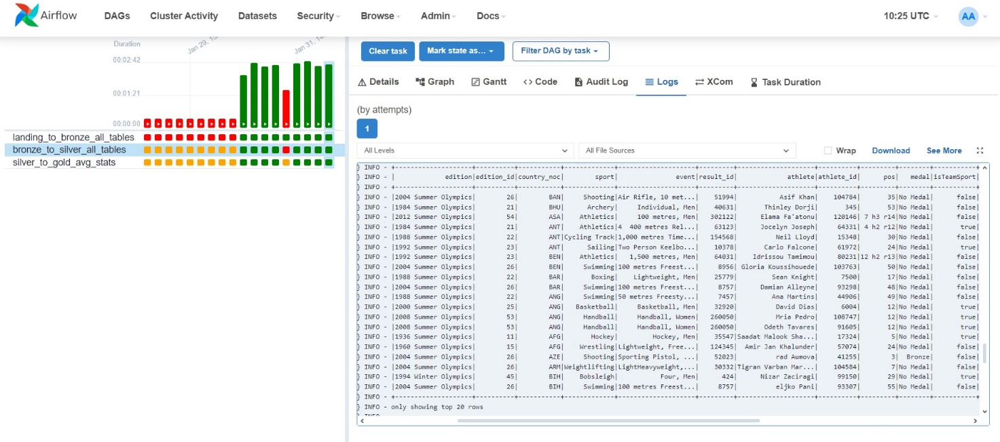 Airflow DAGs Cluster Activity Datasets Security Browse Admin Docs 10:25 UTC AA
Duration
Jan 29, 
Jan 31, 14
00:02:42
00:01:21
00:00:00
landing_to_bronze_all_tables
bronze_to_silver_all_tables
silver_to_gold_avg_stats
Clear task Mark state as... Filter DAG by task
Details Graph Gantt <> Code Audit Log Logs XCom Task Duration
(by attempts)
1
All Levels All File Sources Wrap Download See More
} INFO - +--------------------+----------+-----------+-------------+--------------------+---------+--------------------+----------+--------+--------+-----------+
} INFO - | edition|edition_id|country_noc| sport| event|result_id| athlete|athlete_id| pos| medal|isTeamSport|
} INFO - +--------------------+----------+-----------+-------------+--------------------+---------+--------------------+----------+--------+--------+-----------+
} INFO - |2004 Summer Olympics| 26| BAN| Shooting|Air Rifle, 10 met...| 51994| Asif Khan| 104784| 35|No Medal| false|
} INFO - |1984 Summer Olympics| 21| BHU| Archery| Individual, Men| 40631| Thinley Dorji| 345| 53|No Medal| false|
} INFO - |2012 Summer Olympics| 54| ASA| Athletics| 100 metres, Men| 302122| Elama Fa'atonu| 120146| 7 h3 r14|No Medal| false|
} INFO - |1984 Summer Olympics| 21| ANT| Athletics|4 400 metres Rel...| 63123| Jocelyn Joseph| 64331| 4 h2 r12|No Medal| true|
} INFO - |1988 Summer Olympics| 22| ANT|Cycling Track|1,000 metres Time...| 154568| Neil Lloyd| 15348| 30|No Medal| false|
} INFO - |1992 Summer Olympics| 23| ANT| Sailing|Two Person Keelbo...| 10378| Carlo Falcone| 61972| 24|No Medal| true|
} INFO - |1992 Summer Olympics| 23| BEN| Athletics| 1,500 metres, Men| 64031| Idrissou Tamimou| 80231|12 h2 r13|No Medal| false|
} INFO - |2004 Summer Olympics| 26| BEN| Swimming|100 metres Freest...| 8956| Gloria Koussihouede| 103763| 50|No Medal| false|
} INFO - |1988 Summer Olympics| 22| BAR| Boxing| Lightweight, Men| 25779| Sean Knight| 7500| 17|No Medal| false|
} INFO - |2004 Summer Olympics| 26| BAR| Swimming|100 metres Freest...| 8757| Damian Alleyne| 93298| 48|No Medal| false|
} INFO - |1988 Summer Olympics| 22| ANG| Swimming|50 metres Freesty...| 7457| Ana Martins| 44906| 49|No Medal| false|
} INFO - |2000 Summer Olympics| 25| ANG| Basketball| Basketball, Men| 32920| David Dias| 6004| 12|No Medal| true|
} INFO - |2008 Summer Olympics| 53| ANG| Handball| Handball, Women| 260050| Mria Pedro| 108747| 12|No Medal| true|
} INFO - |2008 Summer Olympics| 53| ANG| Handball| Handball, Women| 260050| Odeth Tavares| 91605| 12|No Medal| true|
} INFO - |1936 Summer Olympics| 11| AFG| Hockey| Hockey, Men| 35547|Saadat Malook Sha...| 17324| 5|No Medal| true|
} INFO - |1960 Summer Olympics| 15| AFG| Wrestling|Lightweight, Free...| 124345| Amir Jan Khalunder| 57074| 24|No Medal| false|
} INFO - |2004 Summer Olympics| 26| AZE| Shooting|Sporting Pistol, ...| 52023| rad Aumova| 41255| 3| Bronze| false|
} INFO - |2004 Summer Olympics| 26| ARM|Weightlifting|LightHeavyweight,...| 30332|Tigran Varban Mar...| 104584| 7|No Medal| false|
} INFO - |1994 Winter Olympics| 45| BIH| Bobsleigh| Four, Men| 424| Nizar Zaciragi| 99150| 29|No Medal| true|
} INFO - |2004 Summer Olympics| 26| BIH| Swimming|100 metres Freest...| 8757| eljko Pani| 93307| 55|No Medal| false|
} INFO - +--------------------+----------+-----------+-------------+--------------------+---------+--------------------+----------+--------+--------+-----------+
} INFO - only showing top 20 rows
} INFO -